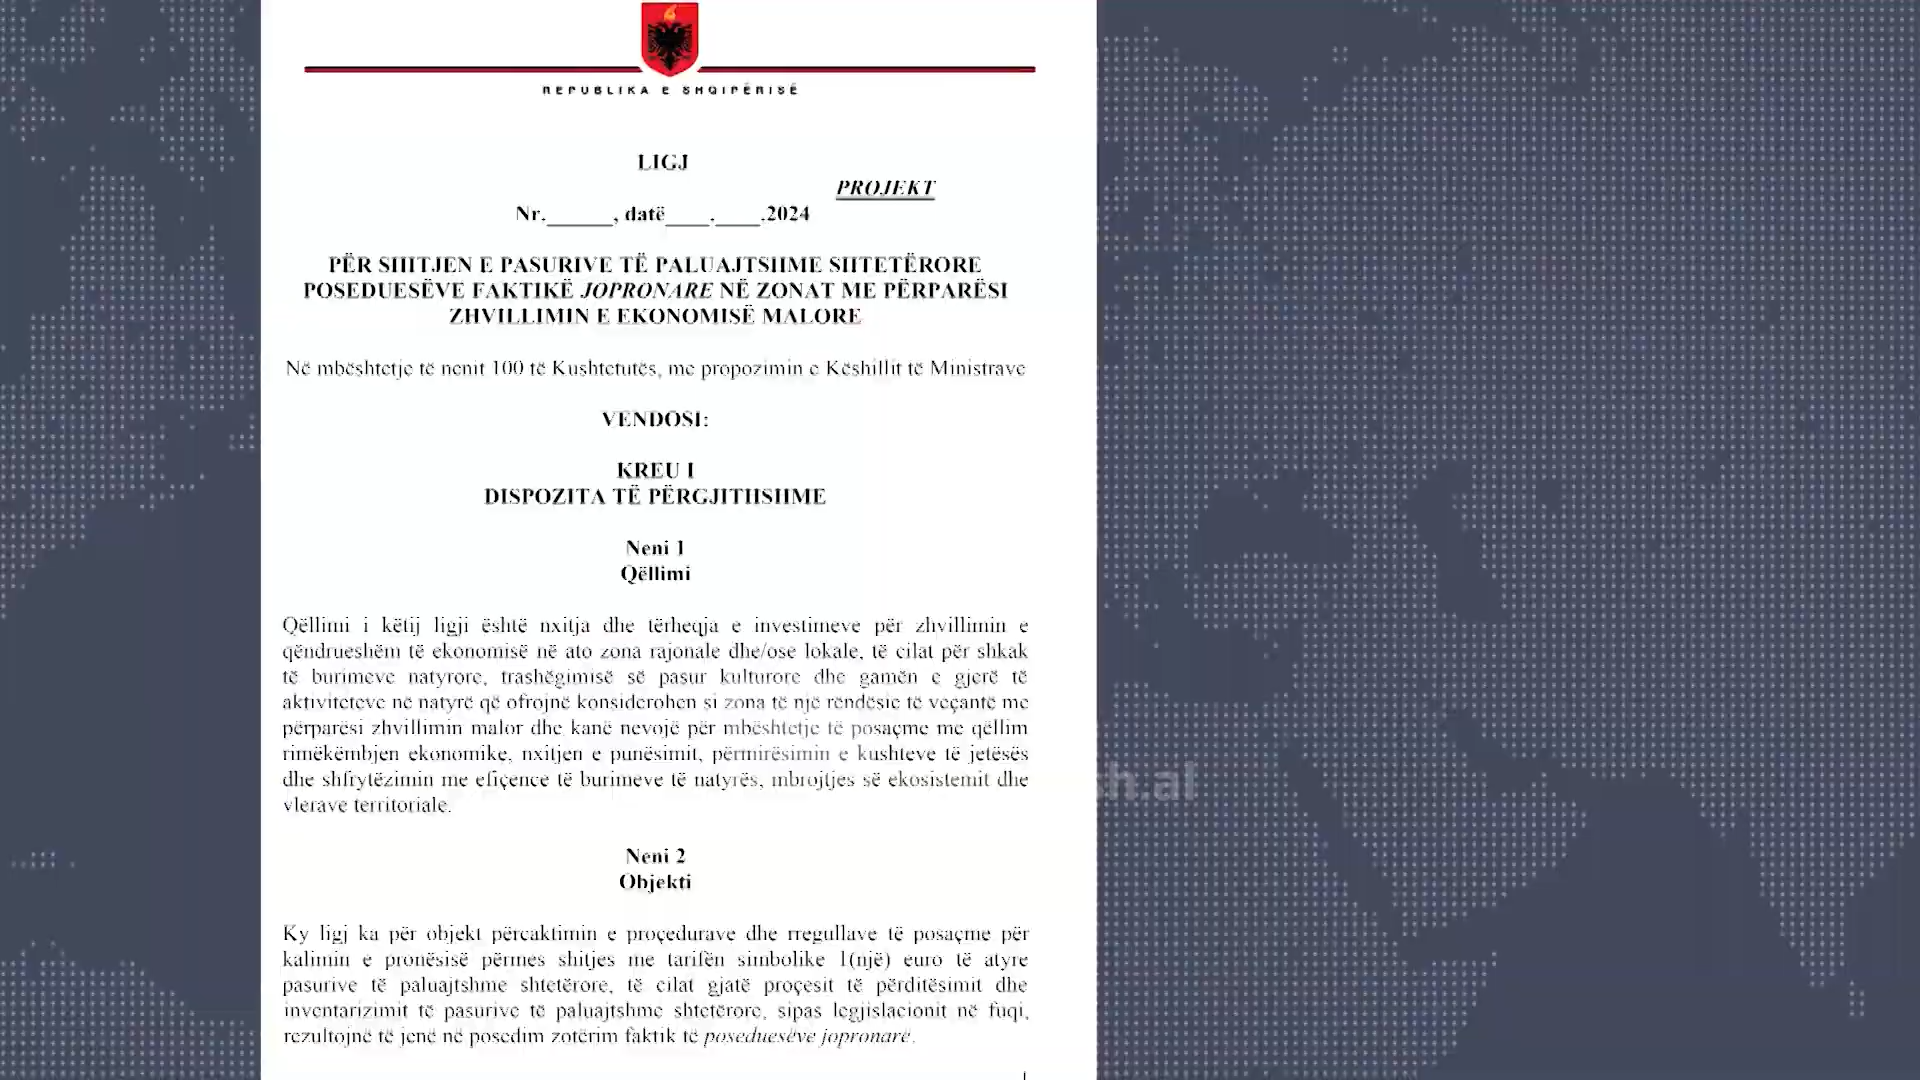 REPUBLIKA E SHQIPËRISË
LIGJ
PROJEKT
Nr.______, datë____.____.2024
PËR SHITJEN E PASURIVE TË PALUAJTSHME SHTETËRORE
POSEDUESËVE FAKTIKË JOPRONARE NË ZONAT ME PËRPARËSI
ZHVILLIMIN E EKONOMISË MALORE
Në mbështetje të nenit 100 të Kushtetutës, me propozimin e Këshillit të Ministrave
VENDOSI:
KREU I
DISPOZITA TË PËRGJITHSHME
Neni 1
Qëllimi
Qëllimi i këtij ligji është nxitja dhe tërheqja e investimeve për zhvillimin e
qëndrueshëm të ekonomisë në ato zona rajonale dhe/ose lokale, të cilat për shkak
të burimeve natyrore, trashëgimisë së pasur kulturore dhe gamën e gjerë të
aktiviteteve në natyrë që ofrojnë konsiderohen si zona të një rëndësie të veçantë me
përparësi zhvillimin malor dhe kanë nevojë për mbështetje të posaçme me qëllim
rimëkëmbjen ekonomike, nxitjen e punësimit, përmirësimin e kushteve të jetësës
dhe shfrytëzimin me efiçence të burimeve të natyrës, mbrojtjes së ekosistemit dhe
vlerave territoriale.
sh.al
Neni 2
Objekti
Ky ligj ka për objekt përcaktimin e proçedurave dhe rregullave të posaçme për
kalimin e pronësisë përmes shitjes me tarifën simbolike 1(një) euro të atyre
pasurive të paluajtshme shtetërore, të cilat gjatë proçesit të përditësimit dhe
inventarizimit të pasurive të paluajtshme shtetërore, sipas legjislacionit në fuqi,
rezultojnë të jenë në posedim zotërim faktik të poseduesëve jopronarë.